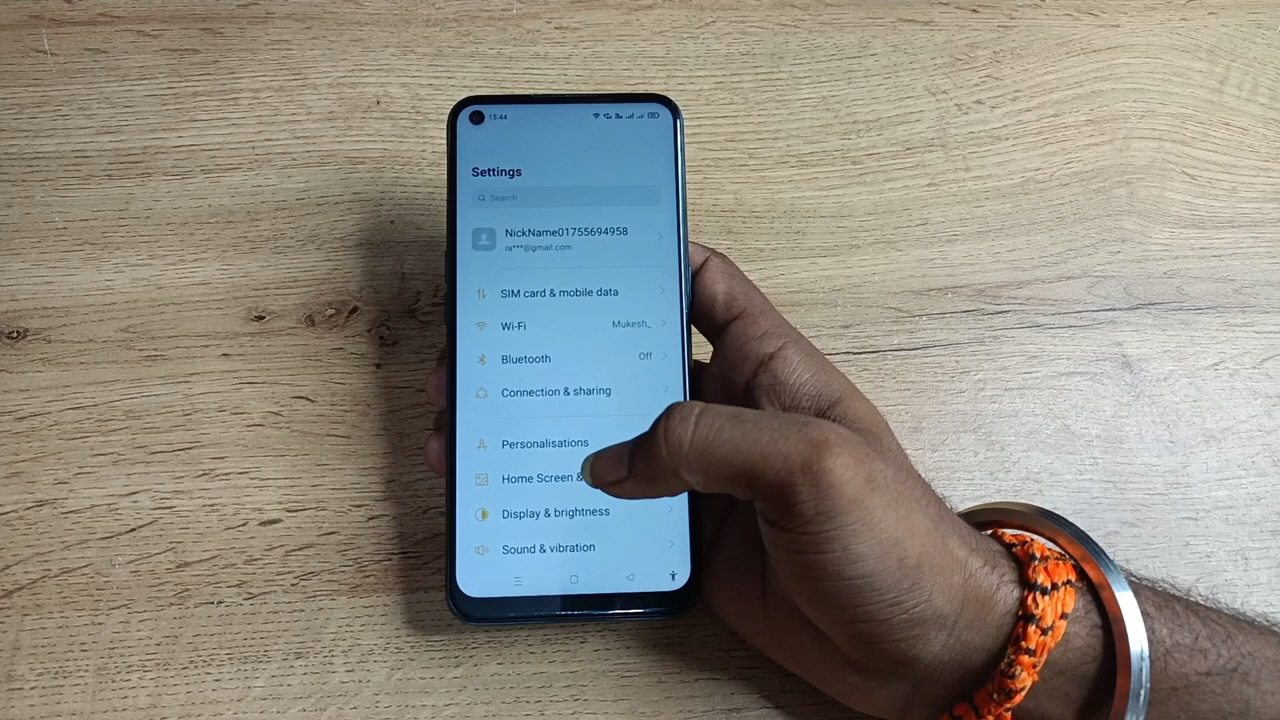 15:44
Settings
Search
NickName01755694958
ra***@gmail.com
SIM card & mobile data
Wi-Fi Mukesh_
Bluetooth Off
Connection & sharing
Personalisations
Home Screen &
Display & brightness
Sound & vibration